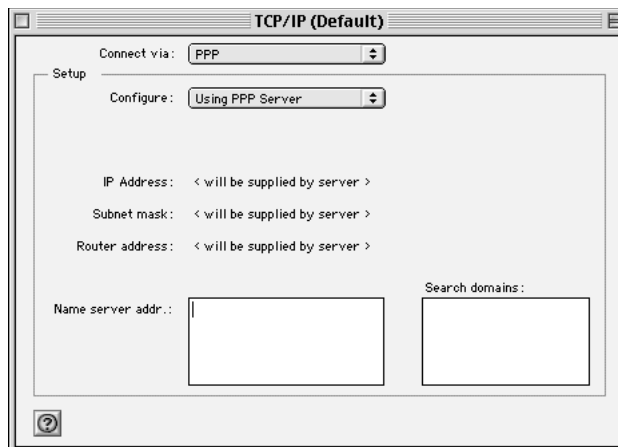 TCP/IP (Default)
Connect via: PPP
Setup
Configure: Using PPP Server
IP Address: < will be supplied by server >
Subnet mask: < will be supplied by server >
Router address: < will be supplied by server >
Search domains:
Name server addr.:
?